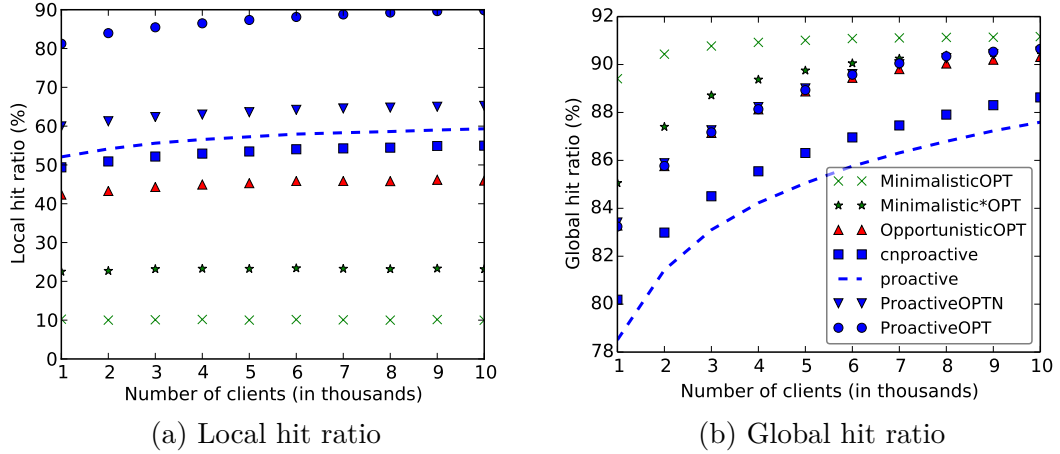 90
80
70
60
50
40
30
20
10
0
Local hit ratio (%)
1 2 3 4 5 6 7 8 9 10
Number of clients (in thousands)
(a) Local hit ratio
92
90
88
86
84
82
80
78
Global hit ratio (%)
MinimalisticOPT
Minimalistic*OPT
OpportunisticOPT
cnproactive
proactive
ProactiveOPTN
ProactiveOPT
1 2 3 4 5 6 7 8 9 10
Number of clients (in thousands)
(b) Global hit ratio